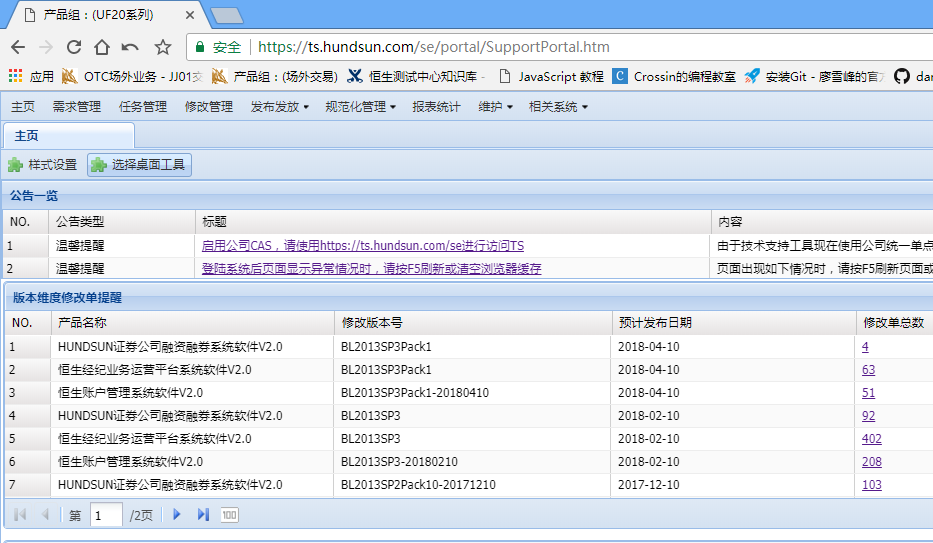 产品组：(UF20系列)
安全 https://ts.hundsun.com/se/portal/SupportPortal.htm
应用 OTC场外业务 - JJ01交 产品组：(场外交易) 恒生测试中心知识库 - JavaScript 教程 C Crossin的编程教室 安装Git - 廖雪峰的官方 dar
主页 需求管理 任务管理 修改管理 发布发放 规范化管理 报表统计 维护 相关系统
主页
样式设置 选择桌面工具
公告一览
NO. 公告类型 标题 内容
1 温馨提醒 启用公司CAS，请使用https://ts.hundsun.com/se进行访问TS 由于技术支持工具现在使用公司统一单点
2 温馨提醒 登陆系统后页面显示异常情况时，请按F5刷新或清空浏览器缓存 页面出现如下情况时，请按F5刷新页面或
版本维度修改单提醒
NO. 产品名称 修改版本号 预计发布日期 修改单总数
1 HUNDSUN证券公司融资融券系统软件V2.0 BL2013SP3Pack1 2018-04-10 4
2 恒生经纪业务运营平台系统软件V2.0 BL2013SP3Pack1 2018-04-10 63
3 恒生账户管理系统软件V2.0 BL2013SP3Pack1-20180410 2018-04-10 51
4 HUNDSUN证券公司融资融券系统软件V2.0 BL2013SP3 2018-02-10 92
5 恒生经纪业务运营平台系统软件V2.0 BL2013SP3 2018-02-10 402
6 恒生账户管理系统软件V2.0 BL2013SP3-20180210 2018-02-10 208
7 HUNDSUN证券公司融资融券系统软件V2.0 BL2013SP2Pack10-20171210 2017-12-10 103
第 1 /2页 100